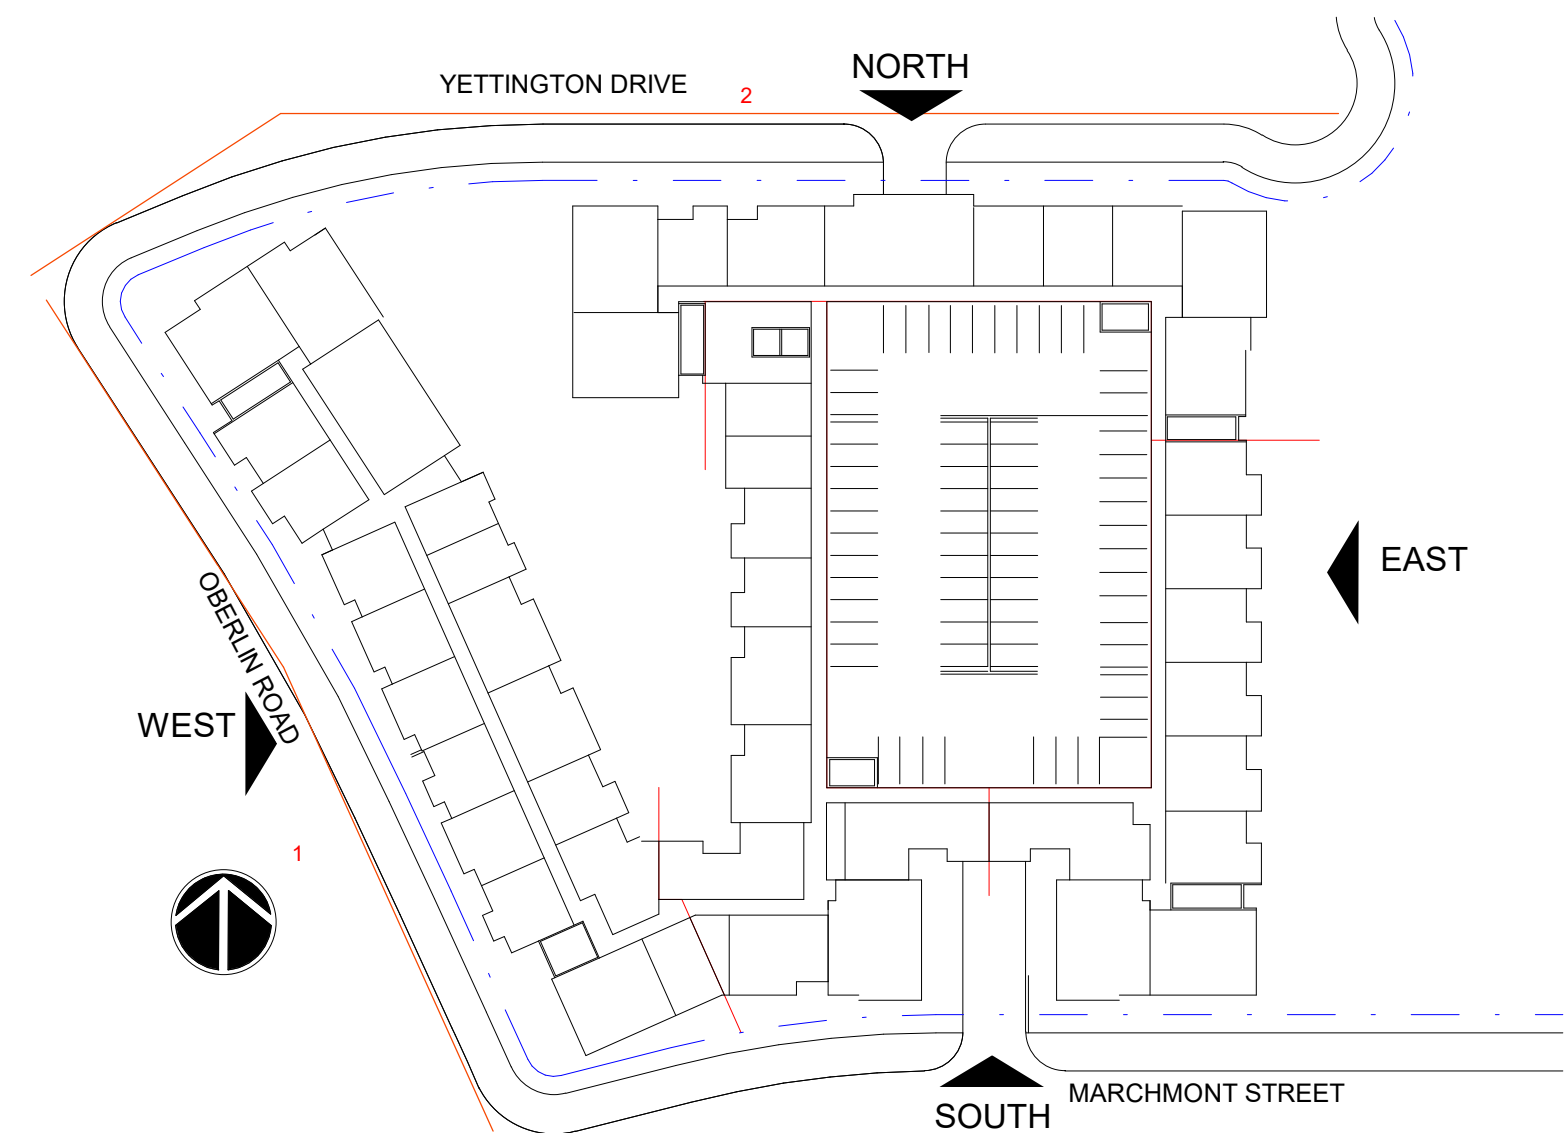 NORTH
YETTINGTON DRIVE
2
EAST
OBERLIN ROAD
WEST
1
MARCHMONT STREET
SOUTH